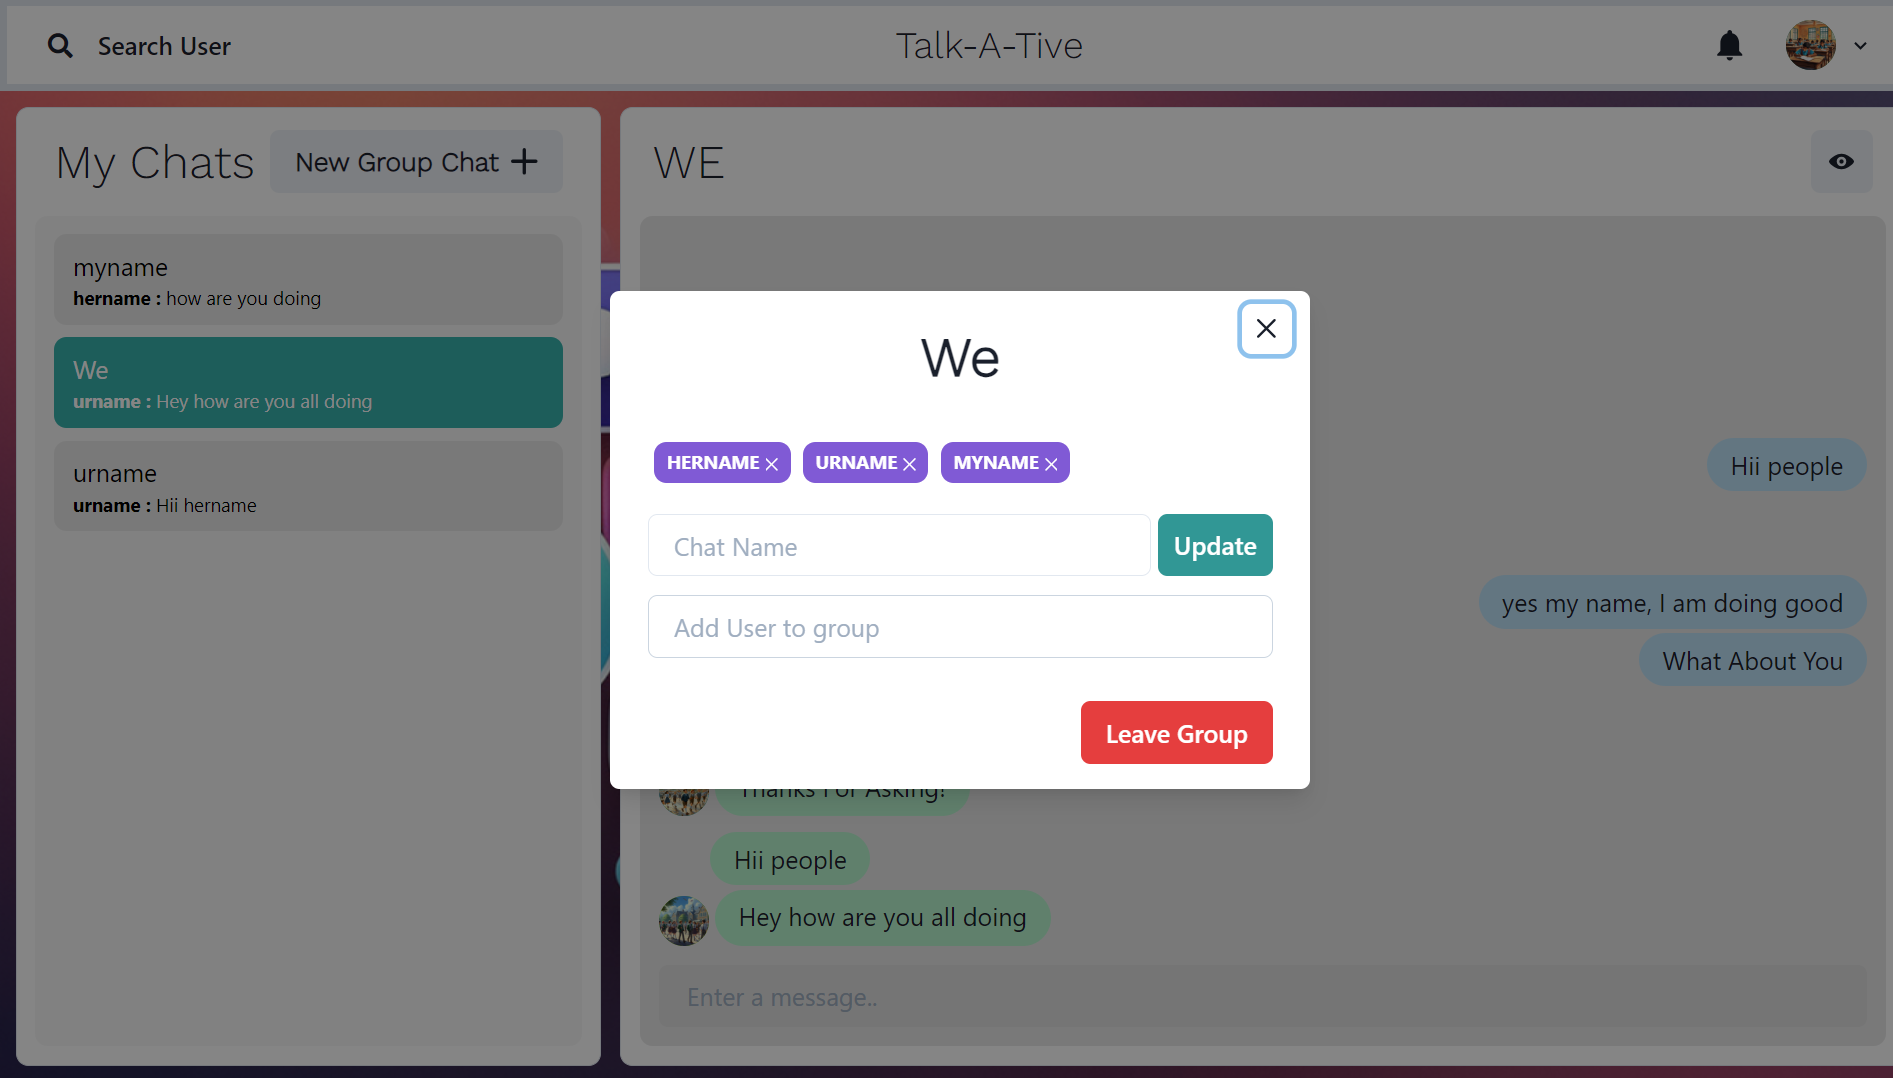 Search User
Talk-A-Tive
My Chats
New Group Chat
myname
hername : how are you doing
We
urname : Hey how are you all doing
urname
urname : Hii hername
WE
We
HERNAME
URNAME
MYNAME
Chat Name
Update
Add User to group
Leave Group
Hii people
yes my name, I am doing good
What About You
Thanks For Asking!
Hii people
Hey how are you all doing
Enter a message..